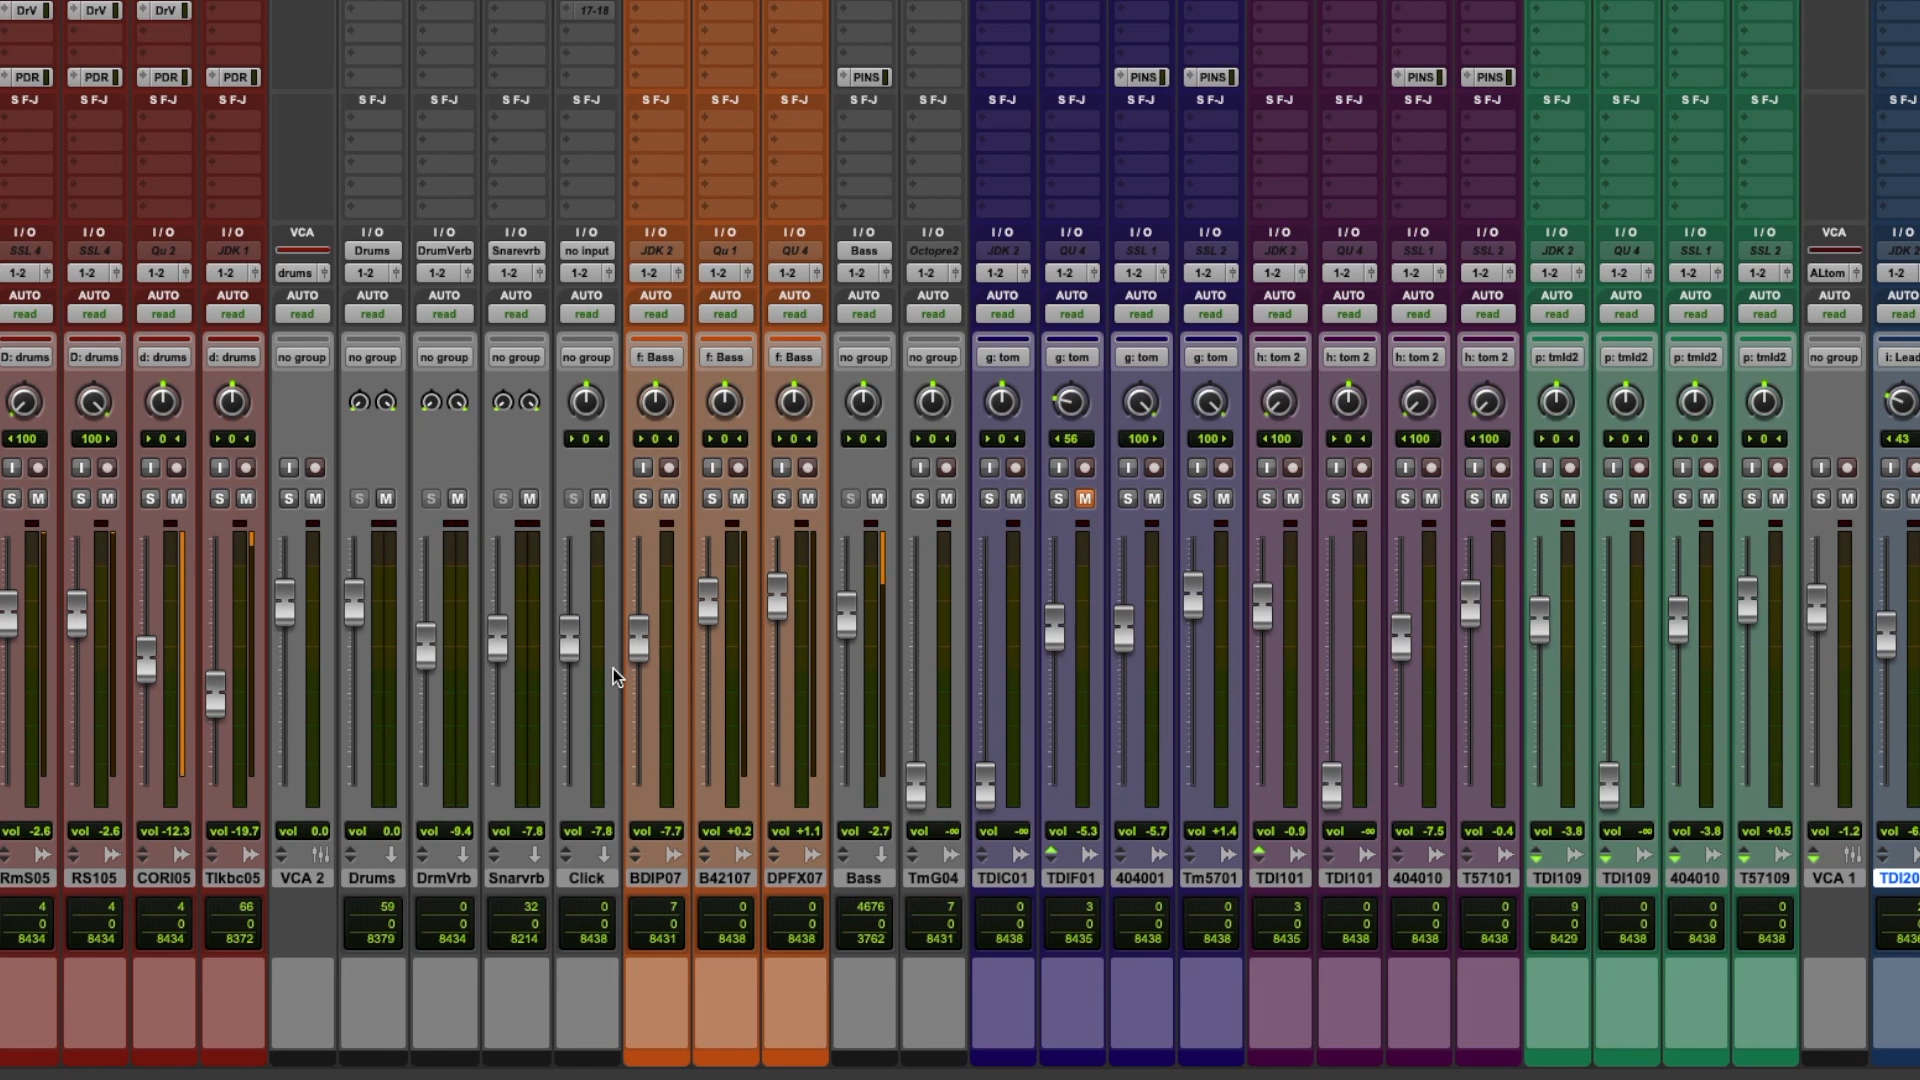 DrV DrV DrV 17-18
PDR PDR PDR PDR PINS PINS PINS PINS PINS
S F-J S F-J S F-J S F-J S F-J S F-J S F-J S F-J S F-J S F-J S F-J S F-J S F-J S F-J S F-J S F-J S F-J S F-J S F-J S F-J S F-J S F-J S F-J S F-J S F-J S F-J
I/O I/O I/O I/O VCA I/O I/O I/O I/O I/O I/O I/O I/O I/O I/O I/O I/O I/O I/O I/O I/O I/O I/O I/O I/O I/O VCA I/O
SSL 4 SSL 4 Qu 2 JDK 1 Drums DrumVerb Snarevrb no input JDK 2 Qu 1 QU 4 Bass Octopre2 JDK 2 QU 4 SSL 1 SSL 2 JDK 2 QU 4 SSL 1 SSL 2 JDK 2 QU 4 SSL 1 SSL 2 JDK 2
1-2 1-2 1-2 1-2 drums 1-2 1-2 1-2 1-2 1-2 1-2 1-2 1-2 1-2 1-2 1-2 1-2 1-2 1-2 1-2 1-2 1-2 1-2 1-2 1-2 1-2 ALtom 1-2
AUTO AUTO AUTO AUTO AUTO AUTO AUTO AUTO AUTO AUTO AUTO AUTO AUTO AUTO AUTO AUTO AUTO AUTO AUTO AUTO AUTO AUTO AUTO AUTO AUTO AUTO AUTO AUTO
read read read read read read read read read read read read read read read read read read read read read read read read read read read read
D: drums D: drums d: drums d: drums no group no group no group no group no group f: Bass f: Bass f: Bass no group no group g: tom g: tom g: tom g: tom h: tom 2 h: tom 2 h: tom 2 h: tom 2 p: tmld2 p: tmld2 p: tmld2 p: tmld2 no group i: Lead
100 100 0 0 0 0 0 0 0 0 0 56 100 100 100 0 100 100 0 0 0 0 43
I I I I I I I I I I I I I I I I I I I I I I
S M S M S M S M S M S M S M S M S M S M S M S M S M S M S M S M S M S M S M S M S M S M S M S M S M S M S M S M
vol -2.6 vol -2.6 vol -12.3 vol -19.7 vol 0.0 vol 0.0 vol -9.4 vol -7.8 vol -7.8 vol -7.7 vol +0.2 vol +1.1 vol -2.7 vol -∞ vol -∞ vol -5.3 vol -5.7 vol +1.4 vol -0.9 vol -∞ vol -7.5 vol -0.4 vol -3.8 vol -∞ vol -3.8 vol +0.5 vol -1.2 vol
RmS05 RS105 CORI05 Tlkbc05 VCA 2 Drums DrmVrb Snarvrb Click BDIP07 B42107 DPFX07 Bass TmG04 TDIC01 TDIF01 404001 Tm5701 TDI101 TDI101 404010 T57101 TDI109 TDI109 404010 T57109 VCA 1 TDI20
4 4 4 66 59 0 32 0 7 0 0 4676 7 0 3 0 0 3 0 0 0 9 0 0 0
0 0 0 0 0 0 0 0 0 0 0 0 0 0 0 0 0 0 0 0 0 0 0 0 0 0
8434 8434 8434 8372 8379 8434 8214 8438 8431 8438 8438 3762 8431 8438 8435 8438 8438 8435 8438 8438 8438 8429 8438 8438 8438